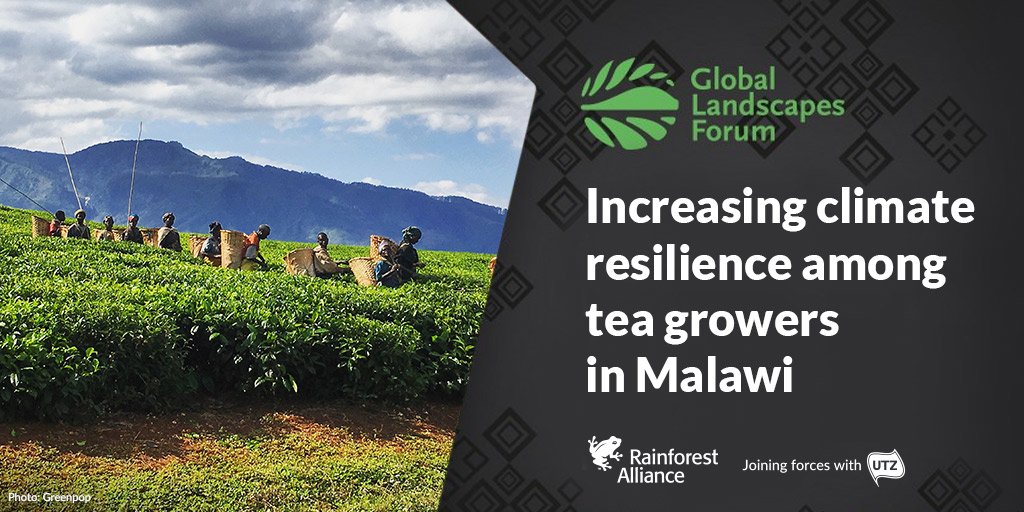 Global
Landscapes
Forum
Increasing climate
resilience among
tea growers
in Malawi
Rainforest
Alliance
Joining forces with UTZ
Photo: Greenpop